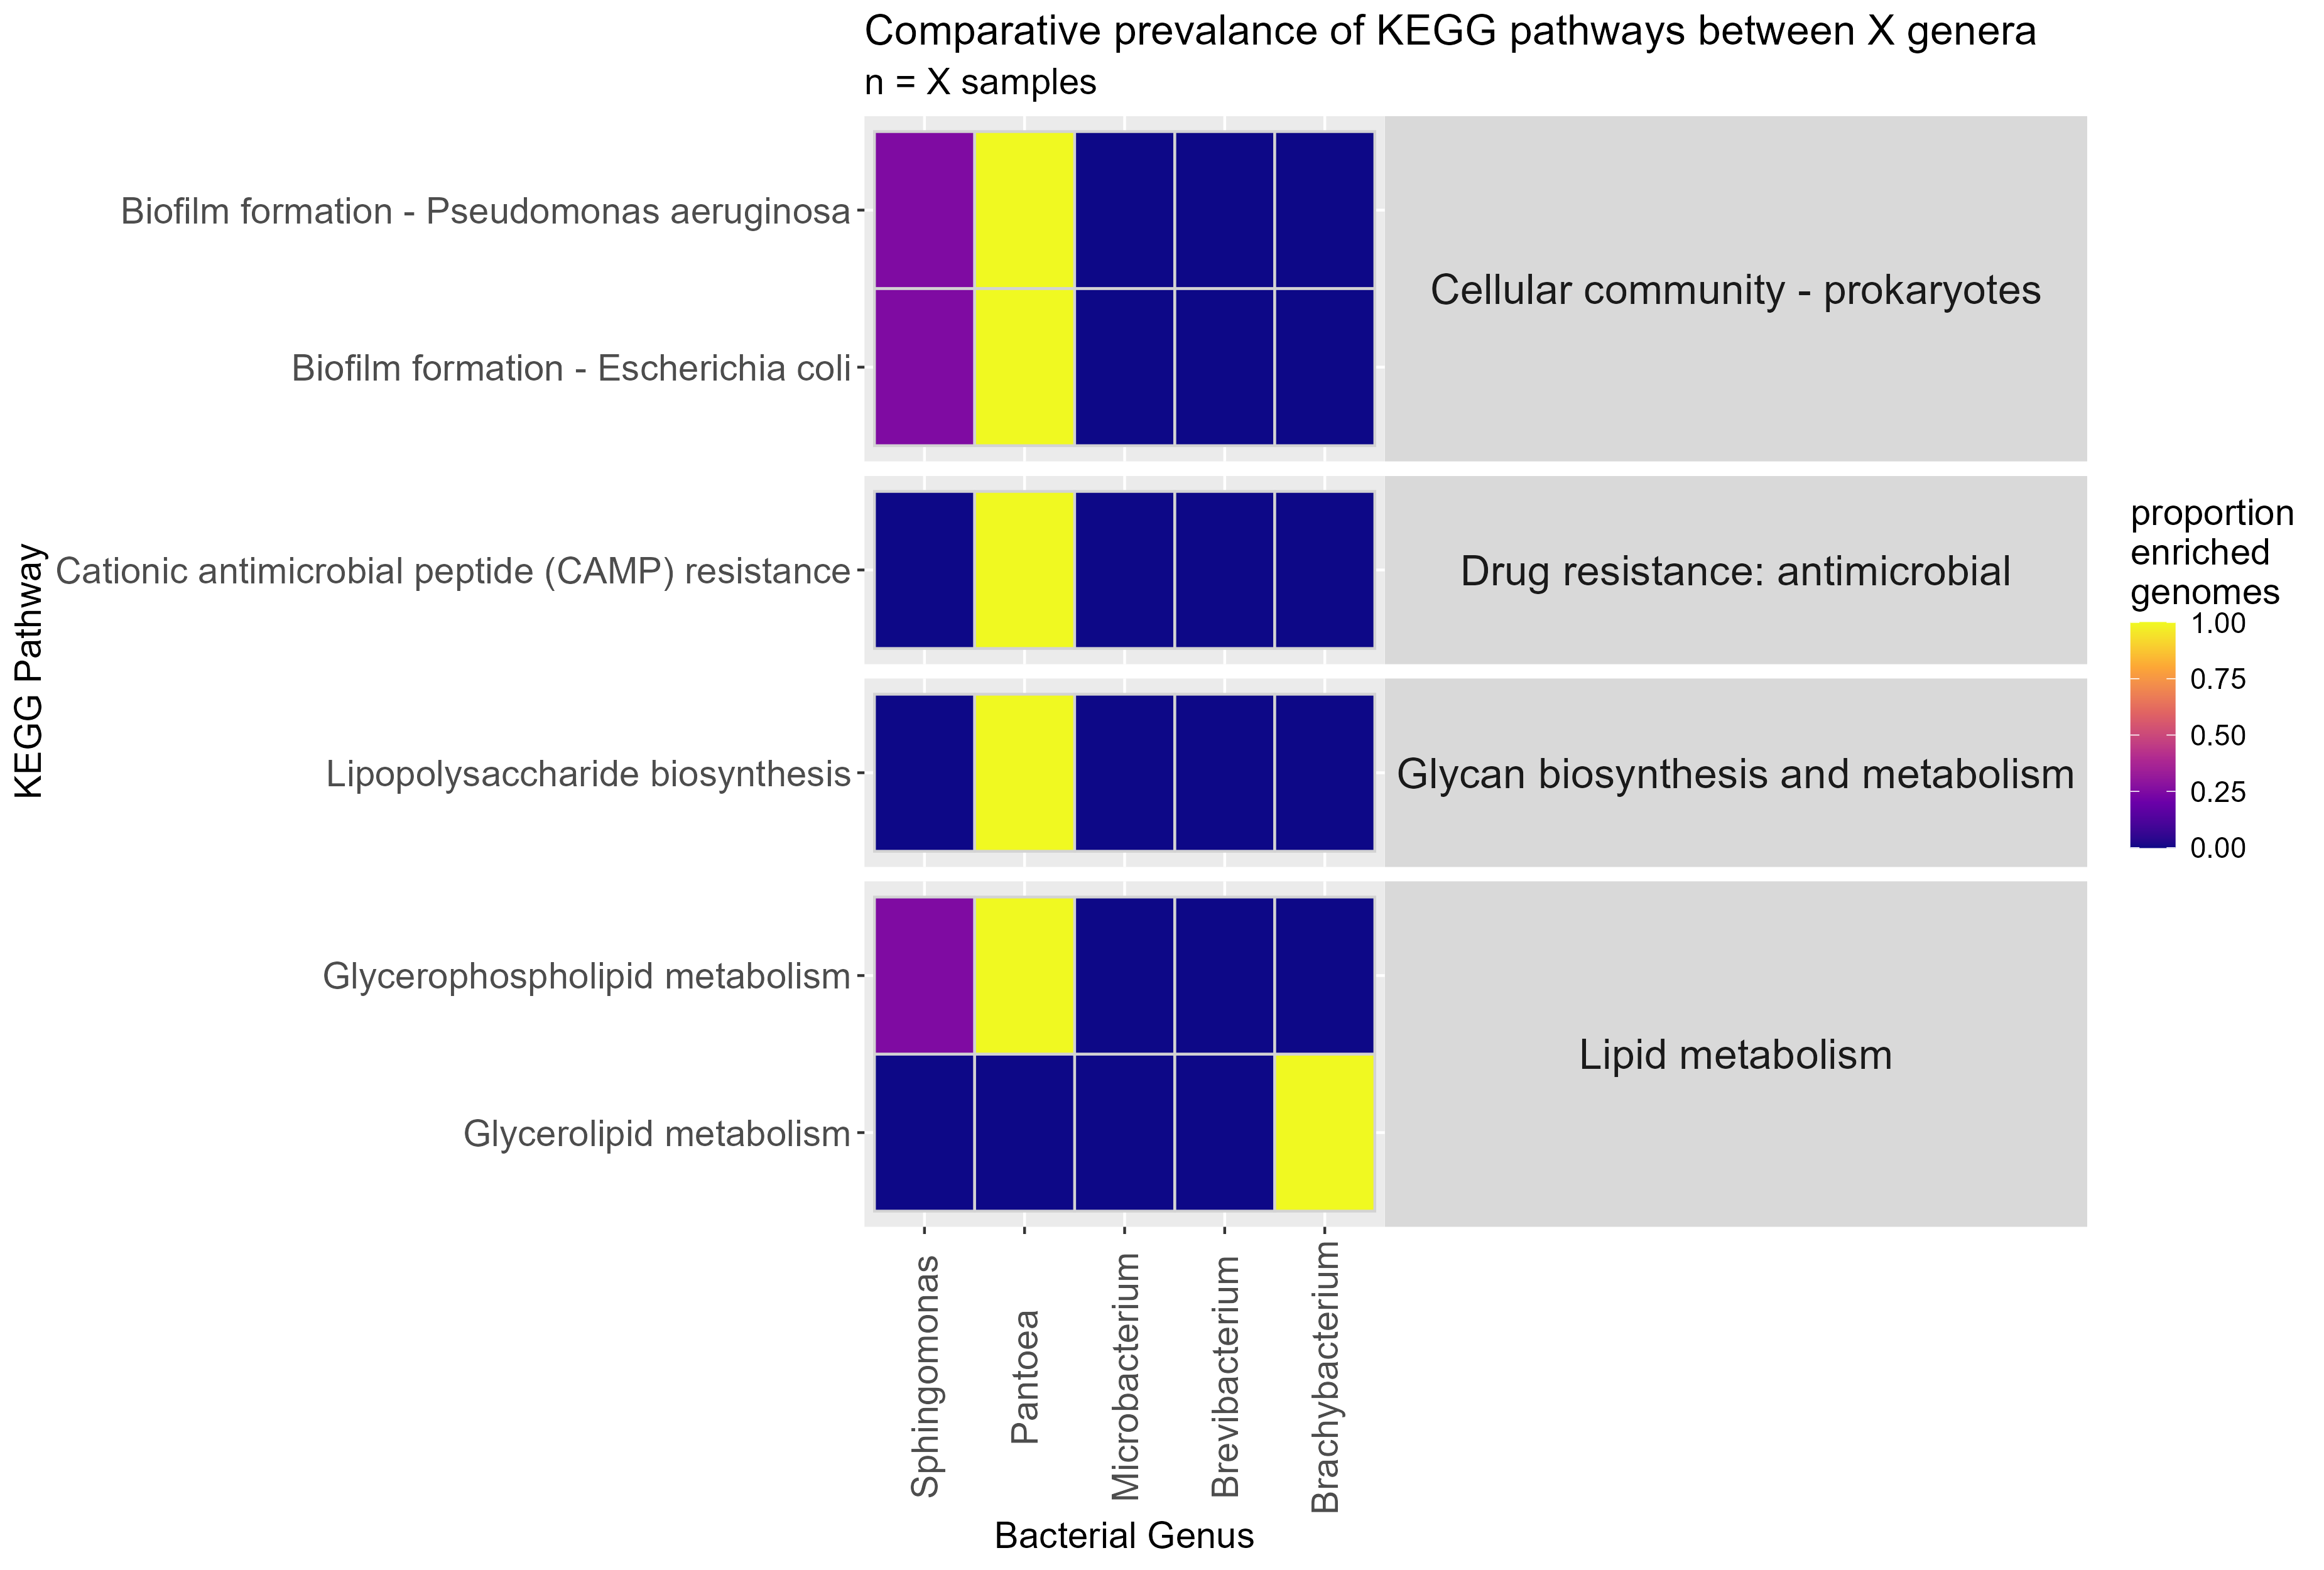 Comparative prevalance of KEGG pathways between X genera
n = X samples
KEGG Pathway
Biofilm formation - Pseudomonas aeruginosa
Biofilm formation - Escherichia coli
Cellular community - prokaryotes
Cationic antimicrobial peptide (CAMP) resistance
Drug resistance: antimicrobial
Lipopolysaccharide biosynthesis
Glycan biosynthesis and metabolism
Glycerophospholipid metabolism
Glycerolipid metabolism
Lipid metabolism
Sphingomonas
Pantoea
Microbacterium
Brevibacterium
Brachybacterium
Bacterial Genus
proportion
enriched
genomes
1.00
0.75
0.50
0.25
0.00